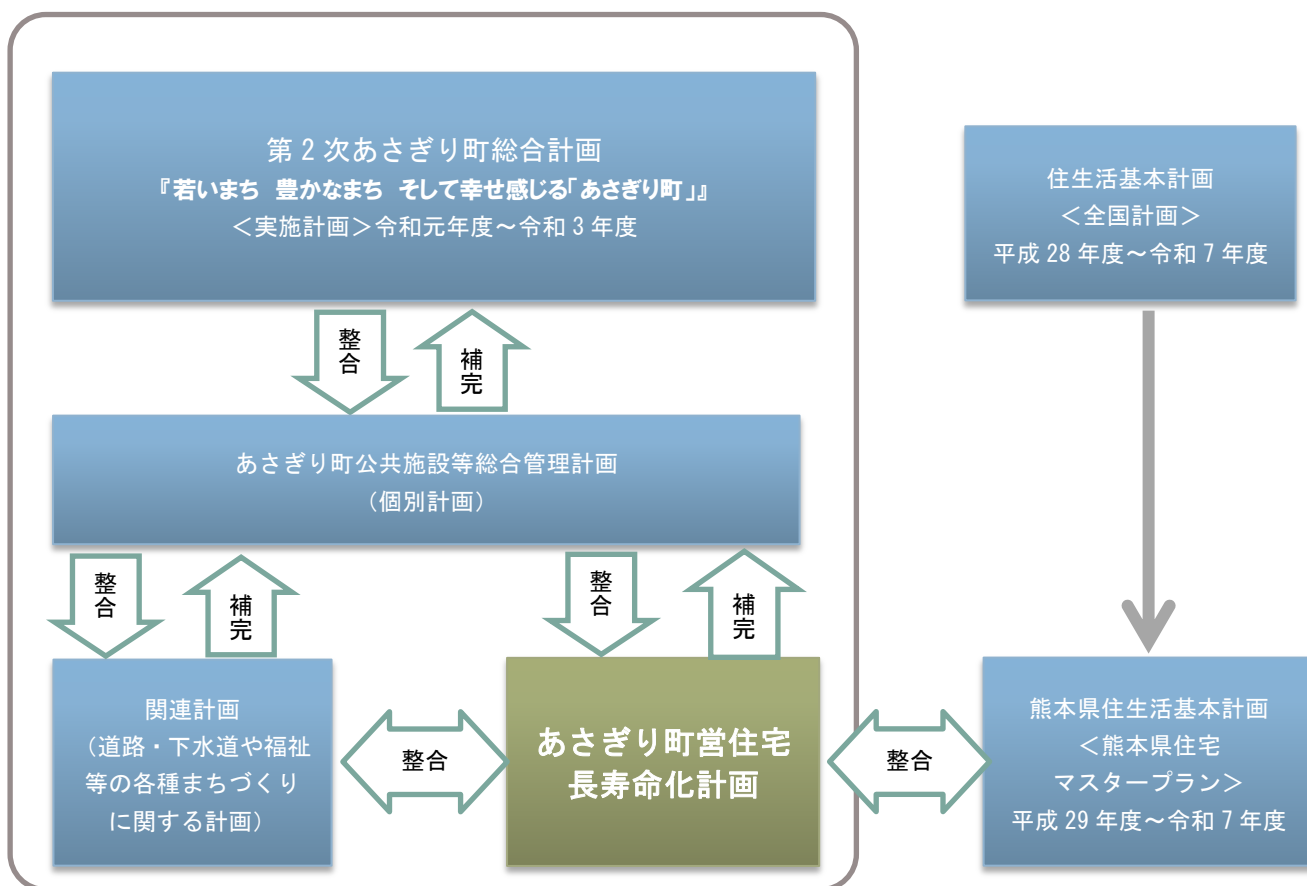 第2次あさぎり町総合計画
『若いまち 豊かなまち そして幸せ感じる「あさぎり町」』
＜実施計画＞令和元年度～令和3年度
住生活基本計画
＜全国計画＞
平成28年度～令和7年度
整合
補完
あさぎり町公共施設等総合管理計画
（個別計画）
整合
補完
整合
補完
関連計画
（道路・下水道や福祉
等の各種まちづくり
に関する計画）
整合
あさぎり町営住宅
長寿命化計画
整合
熊本県住生活基本計画
＜熊本県住宅
マスタープラン＞
平成29年度～令和7年度